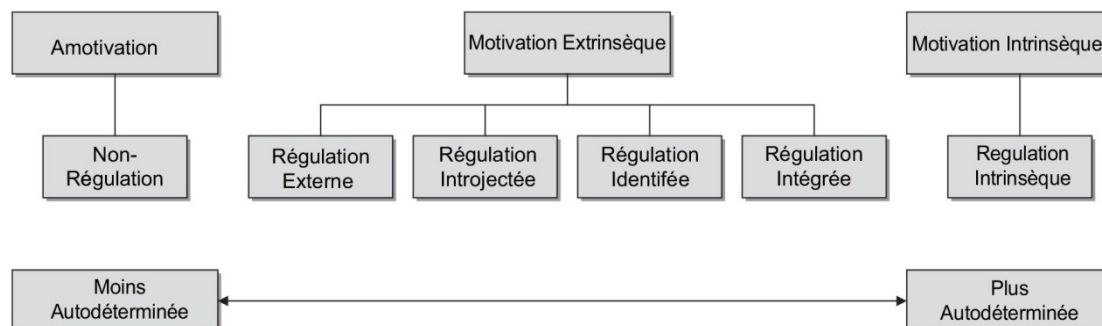 Amotivation
Motivation Extrinsèque
Motivation Intrinsèque
Non-
Régulation
Régulation
Externe
Régulation
Introjectée
Régulation
Identifée
Régulation
Intégrée
Regulation
Intrinsèque
Moins
Autodéterminée
Plus
Autodéterminée